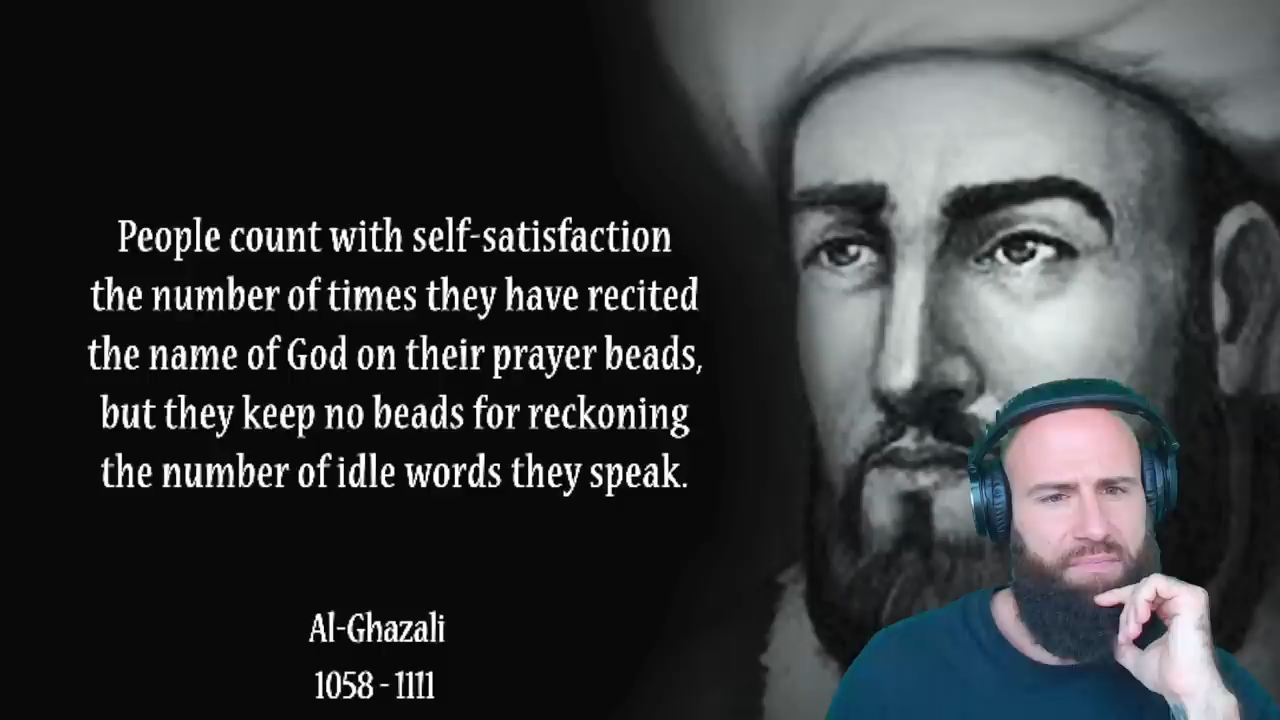 People count with self-satisfaction
the number of times they have recited
the name of God on their prayer beads,
but they keep no beads for reckoning
the number of idle words they speak.
Al-Ghazali
1058 - 1111